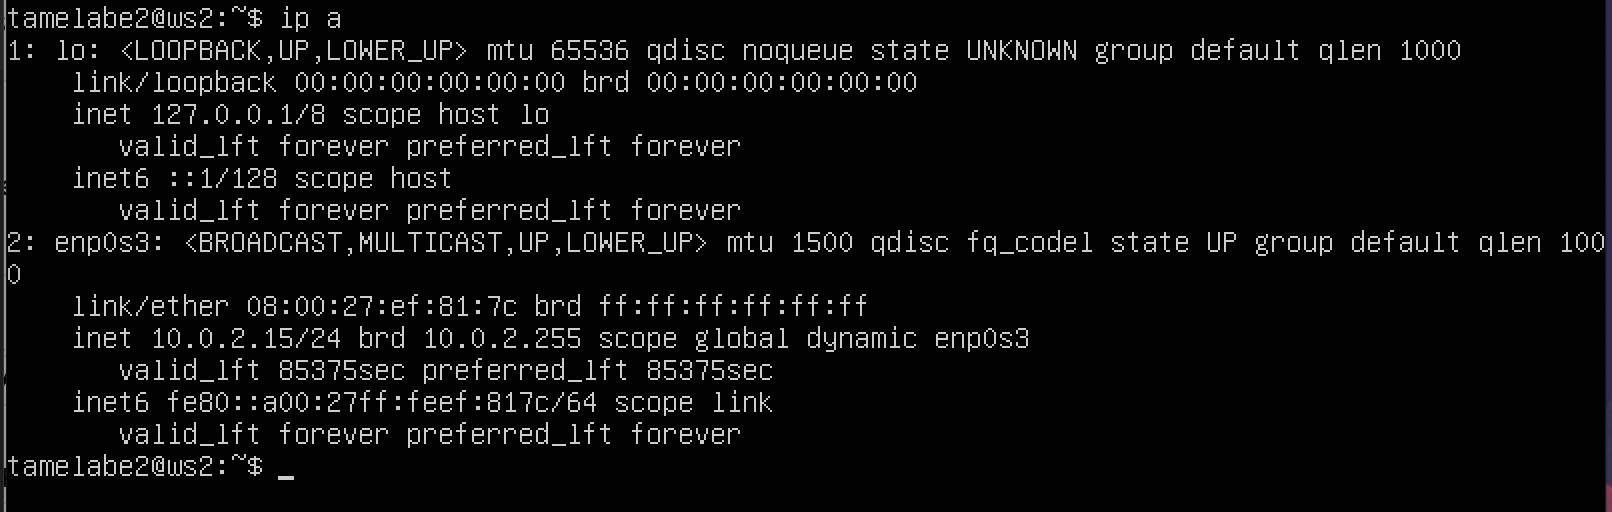 tamelabe2@ws2:~$ ip a
1: lo: <LOOPBACK,UP,LOWER_UP> mtu 65536 qdisc noqueue state UNKNOWN group default qlen 1000
    link/loopback 00:00:00:00:00:00 brd 00:00:00:00:00:00
    inet 127.0.0.1/8 scope host lo
       valid_lft forever preferred_lft forever
    inet6 ::1/128 scope host
       valid_lft forever preferred_lft forever
2: enp0s3: <BROADCAST,MULTICAST,UP,LOWER_UP> mtu 1500 qdisc fq_codel state UP group default qlen 100
0
    link/ether 08:00:27:ef:81:7c brd ff:ff:ff:ff:ff:ff
    inet 10.0.2.15/24 brd 10.0.2.255 scope global dynamic enp0s3
       valid_lft 85375sec preferred_lft 85375sec
    inet6 fe80::a00:27ff:feef:817c/64 scope link
       valid_lft forever preferred_lft forever
tamelabe2@ws2:~$ _